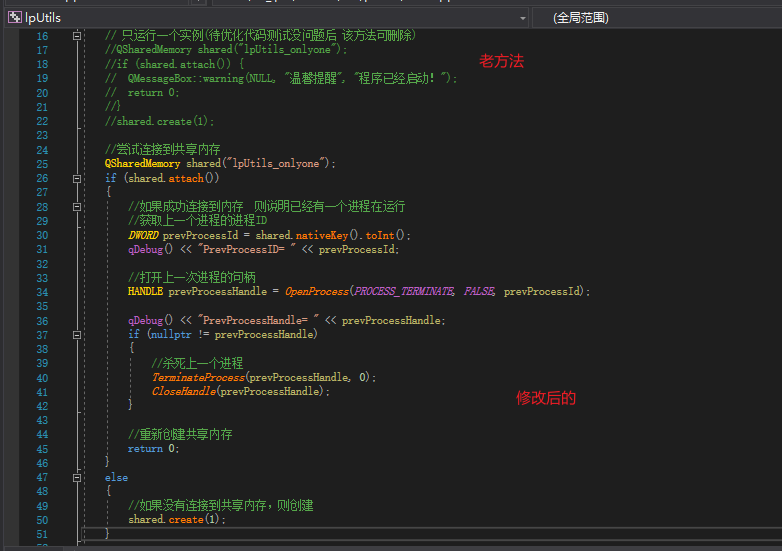 lpUtils
(全局范围)
16 // 只运行一个实例(待优化代码测试没问题后 该方法可删除)
17 //QSharedMemory shared("lpUtils_onlyone");
老方法
18 //if (shared.attach()) {
19 // QMessageBox::warning(NULL, "温馨提醒", "程序已经启动! ");
20 // return 0;
21 //}
22 //shared.create(1);
23
24 //尝试连接到共享内存
25 QSharedMemory shared("lpUtils_onlyone");
26 if (shared.attach())
27 {
28 //如果成功连接到内存 则说明已经有一个进程在运行
29 //获取上一个进程的进程ID
30 DWORD prevProcessId = shared.nativeKey().toInt();
31 qDebug() << "PrevProcessID= " << prevProcessId;
32
33 //打开上一次进程的句柄
34 HANDLE prevProcessHandle = OpenProcess(PROCESS_TERMINATE, FALSE, prevProcessId);
35
36 qDebug() << "PrevProcessHandle= " << prevProcessHandle;
37 if (nullptr != prevProcessHandle)
38 {
39 //杀死上一个进程
40 TerminateProcess(prevProcessHandle, 0);
41 CloseHandle(prevProcessHandle);
修改后的
42 }
43
44 //重新创建共享内存
45 return 0;
46 }
47 else
48 {
49 //如果没有连接到共享内存，则创建
50 shared.create(1);
51 }